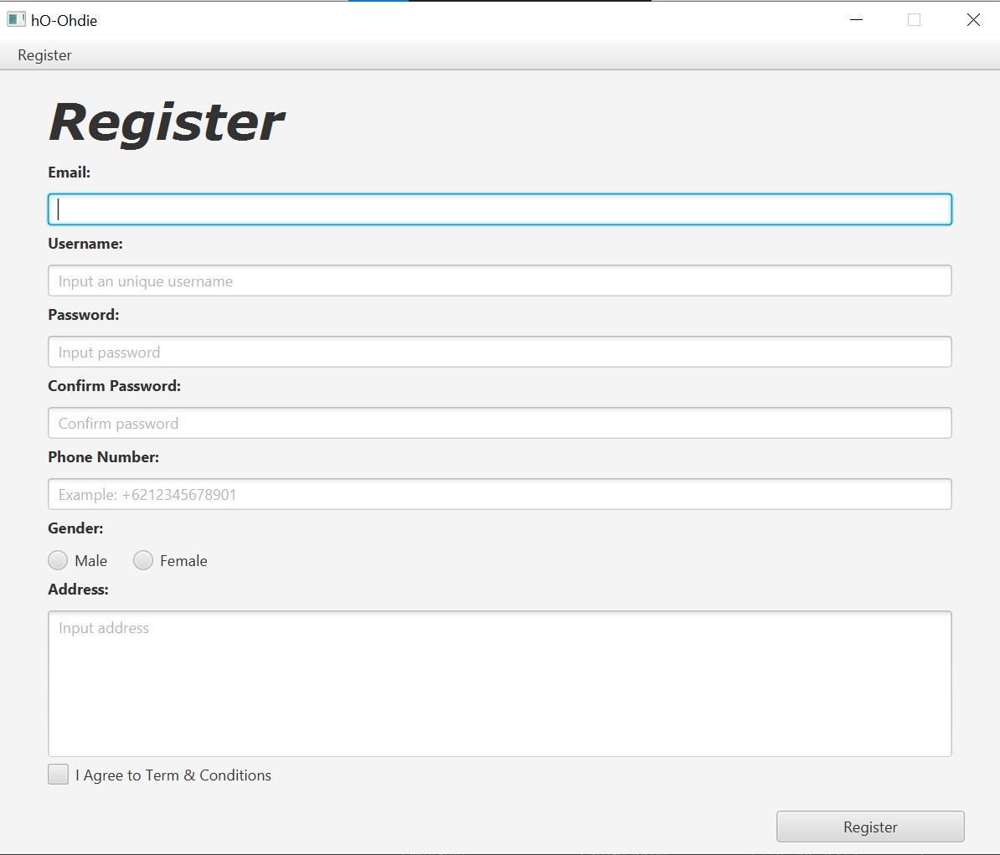 hO-Ohdie
Register
Register
Email:
Username:
Input an unique username
Password:
Input password
Confirm Password:
Confirm password
Phone Number:
Example: +6212345678901
Gender:
Male Female
Address:
Input address
I Agree to Term & Conditions
Register